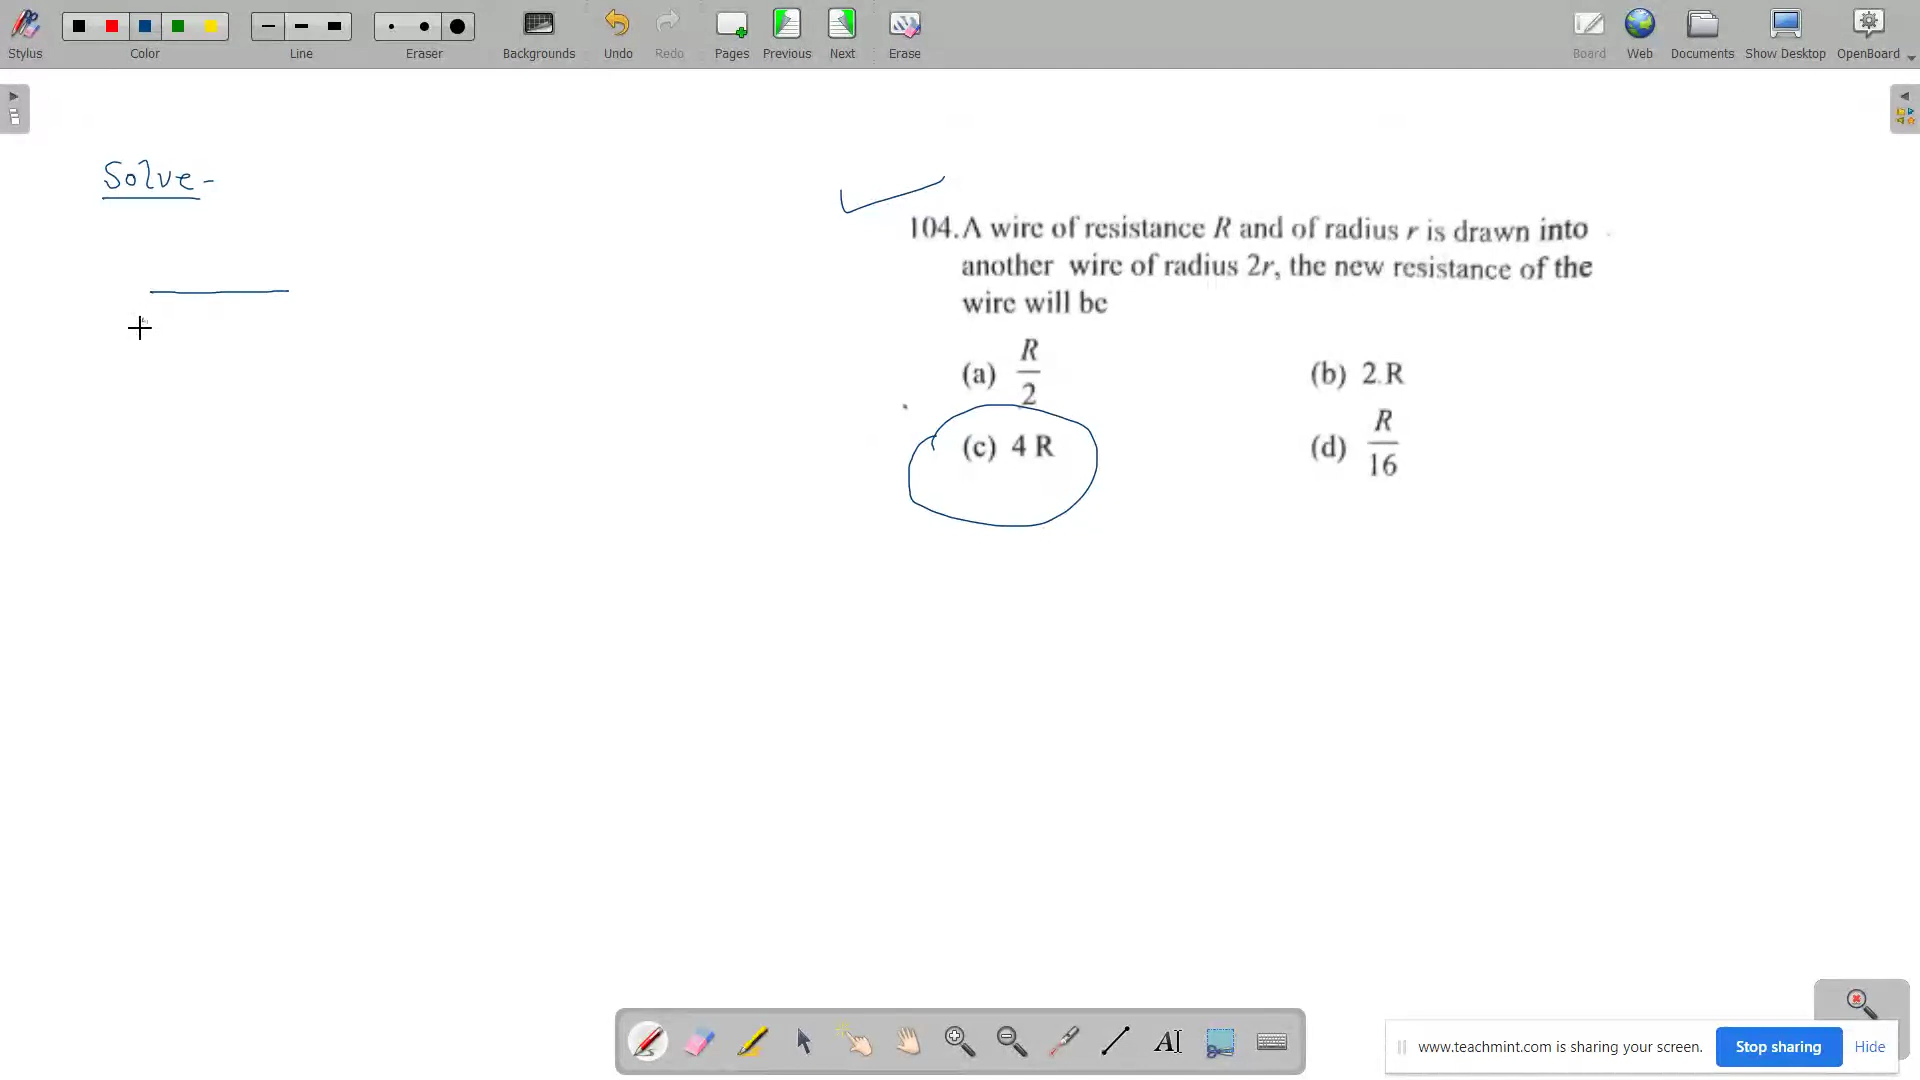 Stylus
Color
Line
Eraser
Backgrounds
Undo
Redo
Pages
Previous
Next
Erase
Board
Web
Documents
Show Desktop
OpenBoard
Solve -
104. A wire of resistance R and of radius r is drawn into
another wire of radius 2r, the new resistance of the
wire will be
(a) R/2
(b) 2 R
(c) 4 R
(d) R/16
www.teachmint.com is sharing your screen.
Stop sharing
Hide